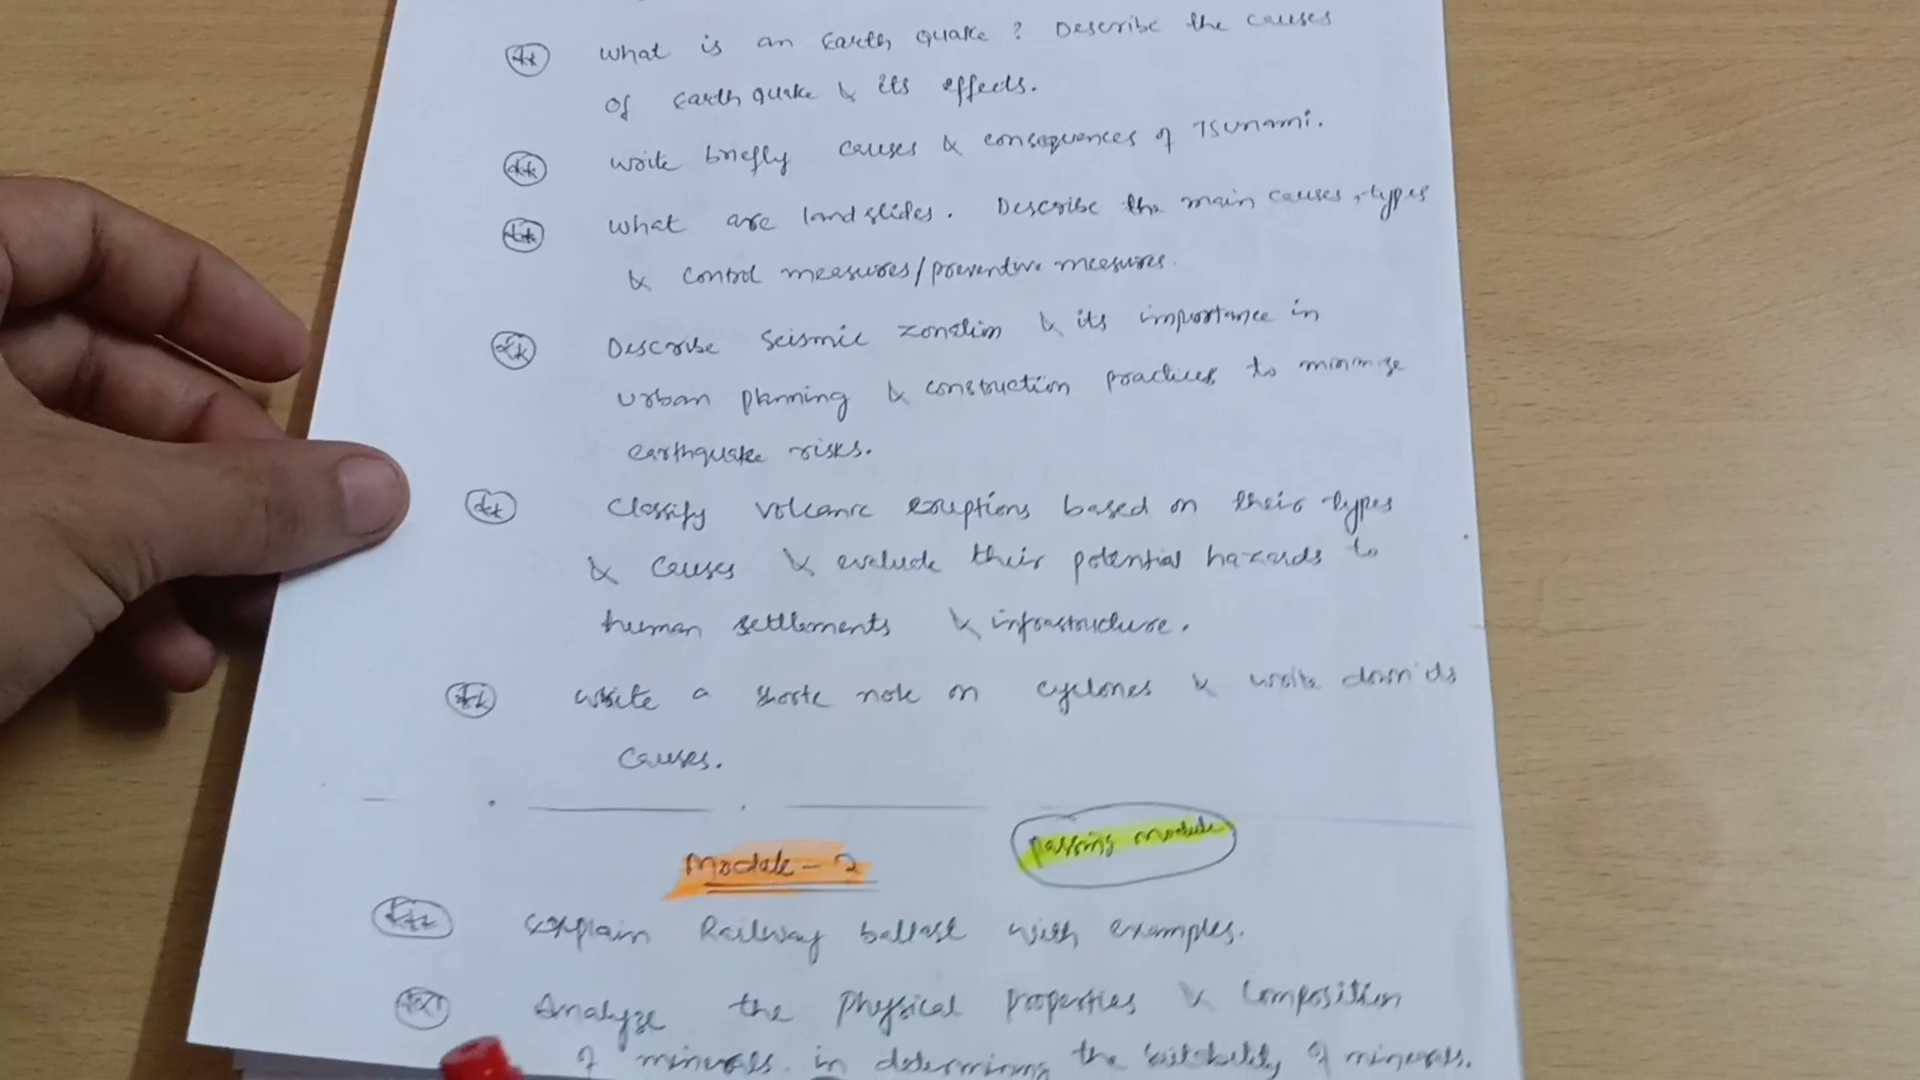 What is an Earth quake ? Describe the causes
of Earth quake & its effects.
Write briefly causes & consequences of Tsunami.
What are landslides. Describe the main causes, types
& control measures/preventive measures.
Describe Seismic zonation & its importance in
urban planning & construction practices to minimize
earthquake risks.
Classify volcanic eruptions based on their types
& causes & evaluate their potential hazards to
human settlements & infrastructure.
Write a short note on cyclones & write down its
causes.
Module - 2
passing module
Explain Railway ballast with examples.
Analyze the physical properties & composition
of minerals in determining the suitability of minerals.